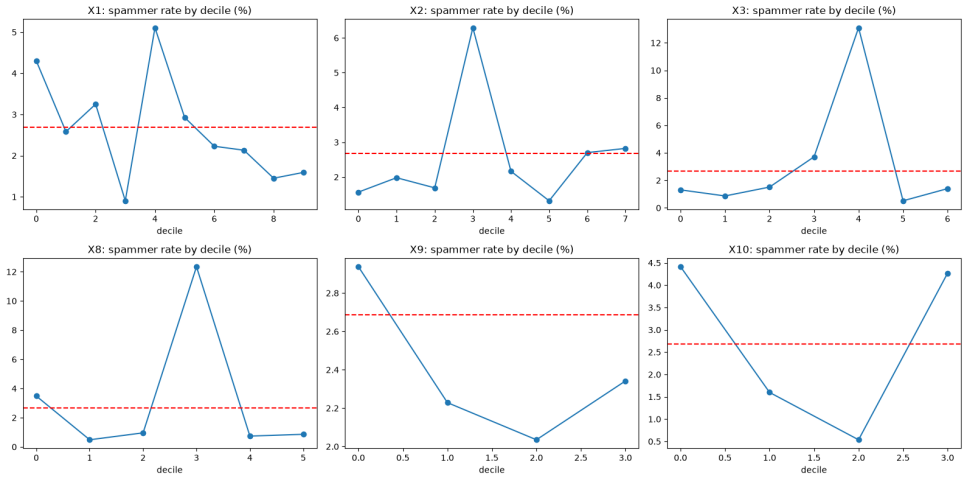 X1: spammer rate by decile (%)
5
4
3
2
1
0 2 4 6 8
decile
X2: spammer rate by decile (%)
6
5
4
3
2
0 1 2 3 4 5 6 7
decile
X3: spammer rate by decile (%)
12
10
8
6
4
2
0
0 1 2 3 4 5 6
decile
X8: spammer rate by decile (%)
12
10
8
6
4
2
0
0 1 2 3 4 5
decile
X9: spammer rate by decile (%)
2.8
2.6
2.4
2.2
2.0
0.0 0.5 1.0 1.5 2.0 2.5 3.0
decile
X10: spammer rate by decile (%)
4.5
4.0
3.5
3.0
2.5
2.0
1.5
1.0
0.5
0.0 0.5 1.0 1.5 2.0 2.5 3.0
decile